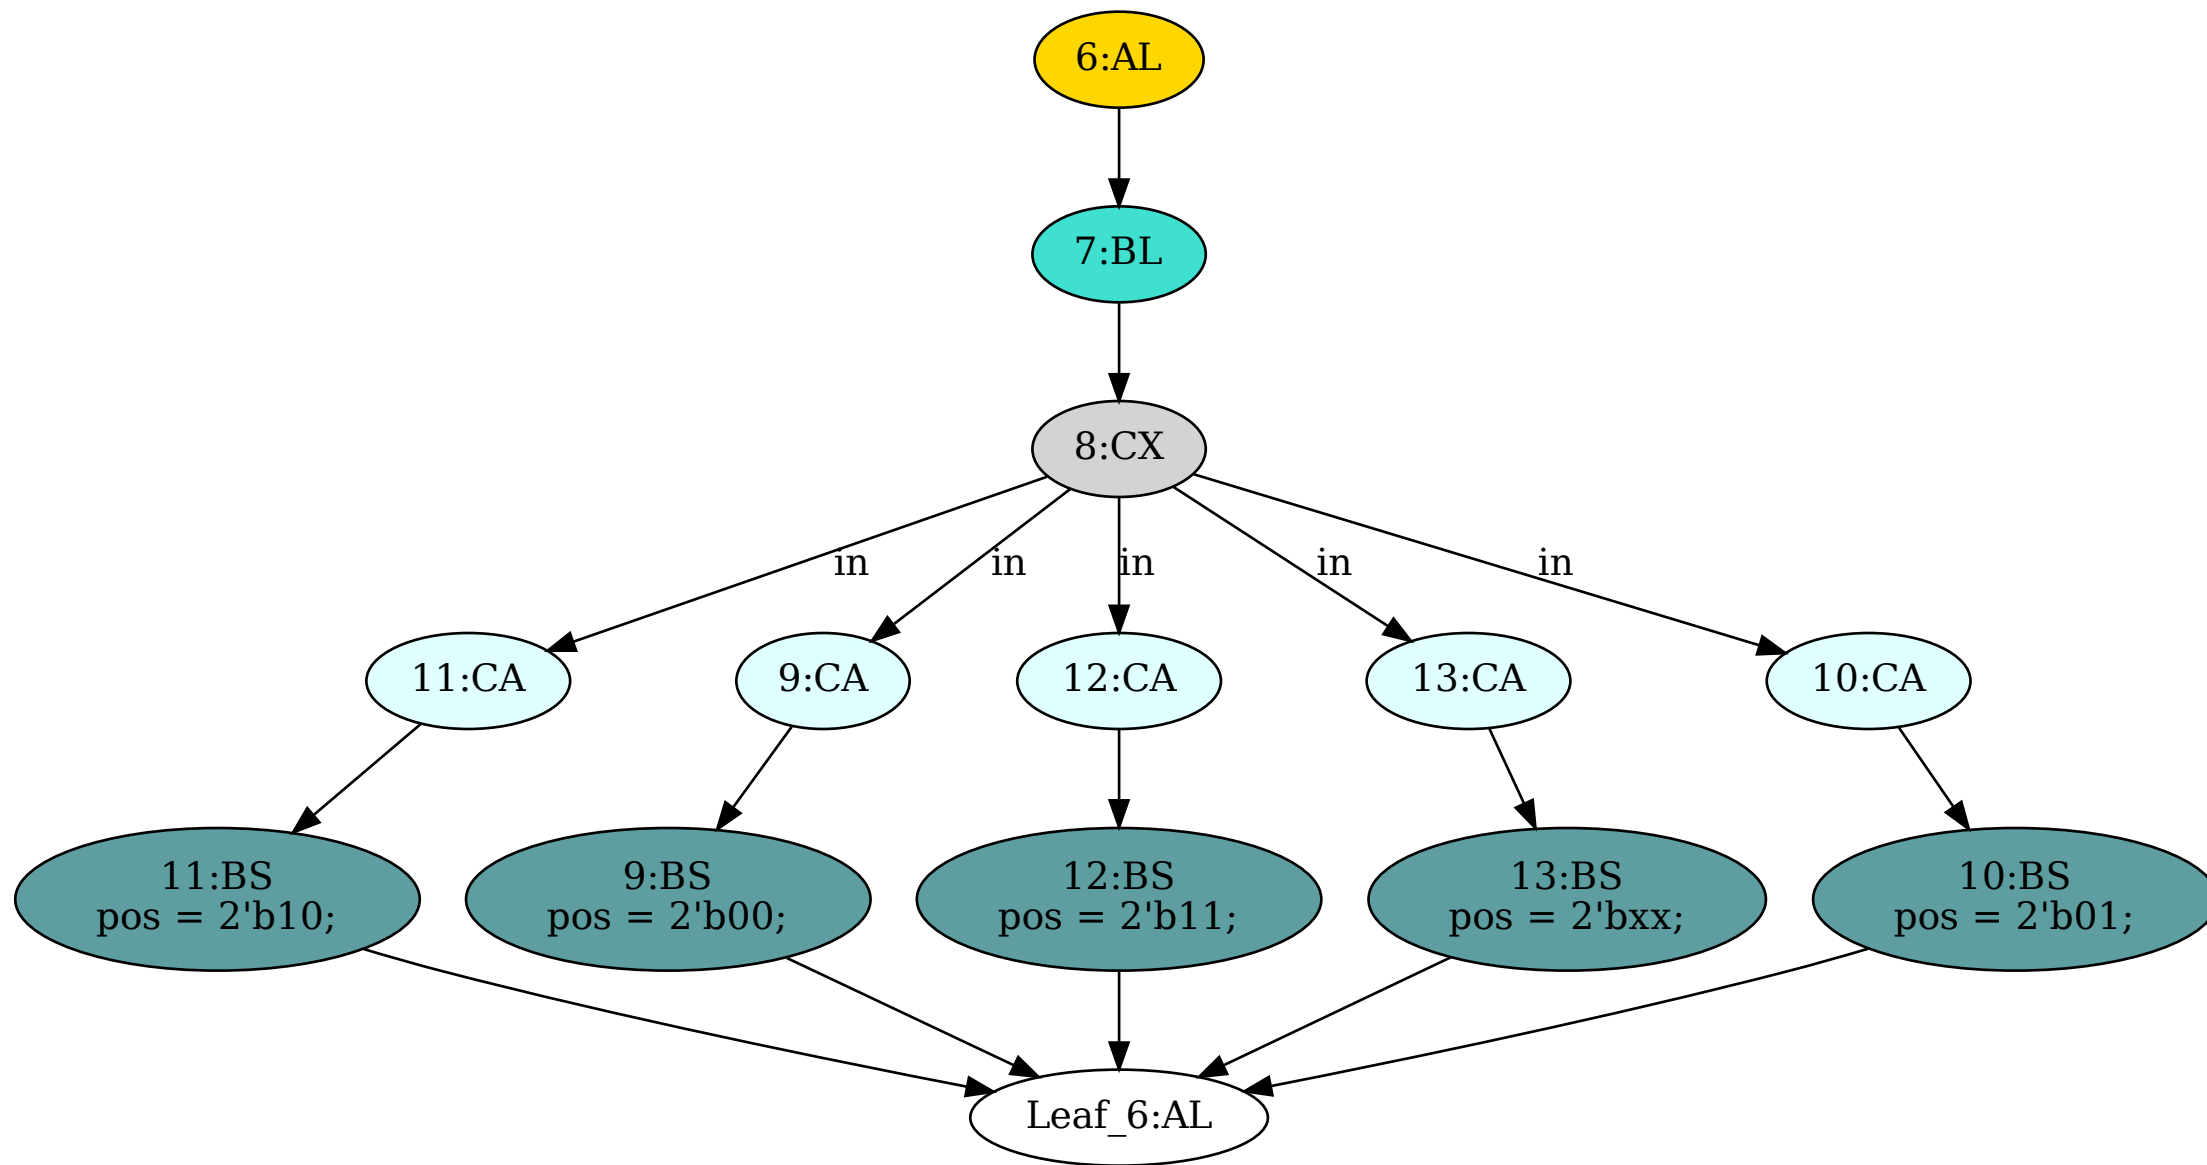 6:AL
7:BL
8:CX
in
in
in
in
in
11:CA
9:CA
12:CA
13:CA
10:CA
11:BS
pos = 2'b10;
9:BS
pos = 2'b00;
12:BS
pos = 2'b11;
13:BS
pos = 2'bxx;
10:BS
pos = 2'b01;
Leaf_6:AL